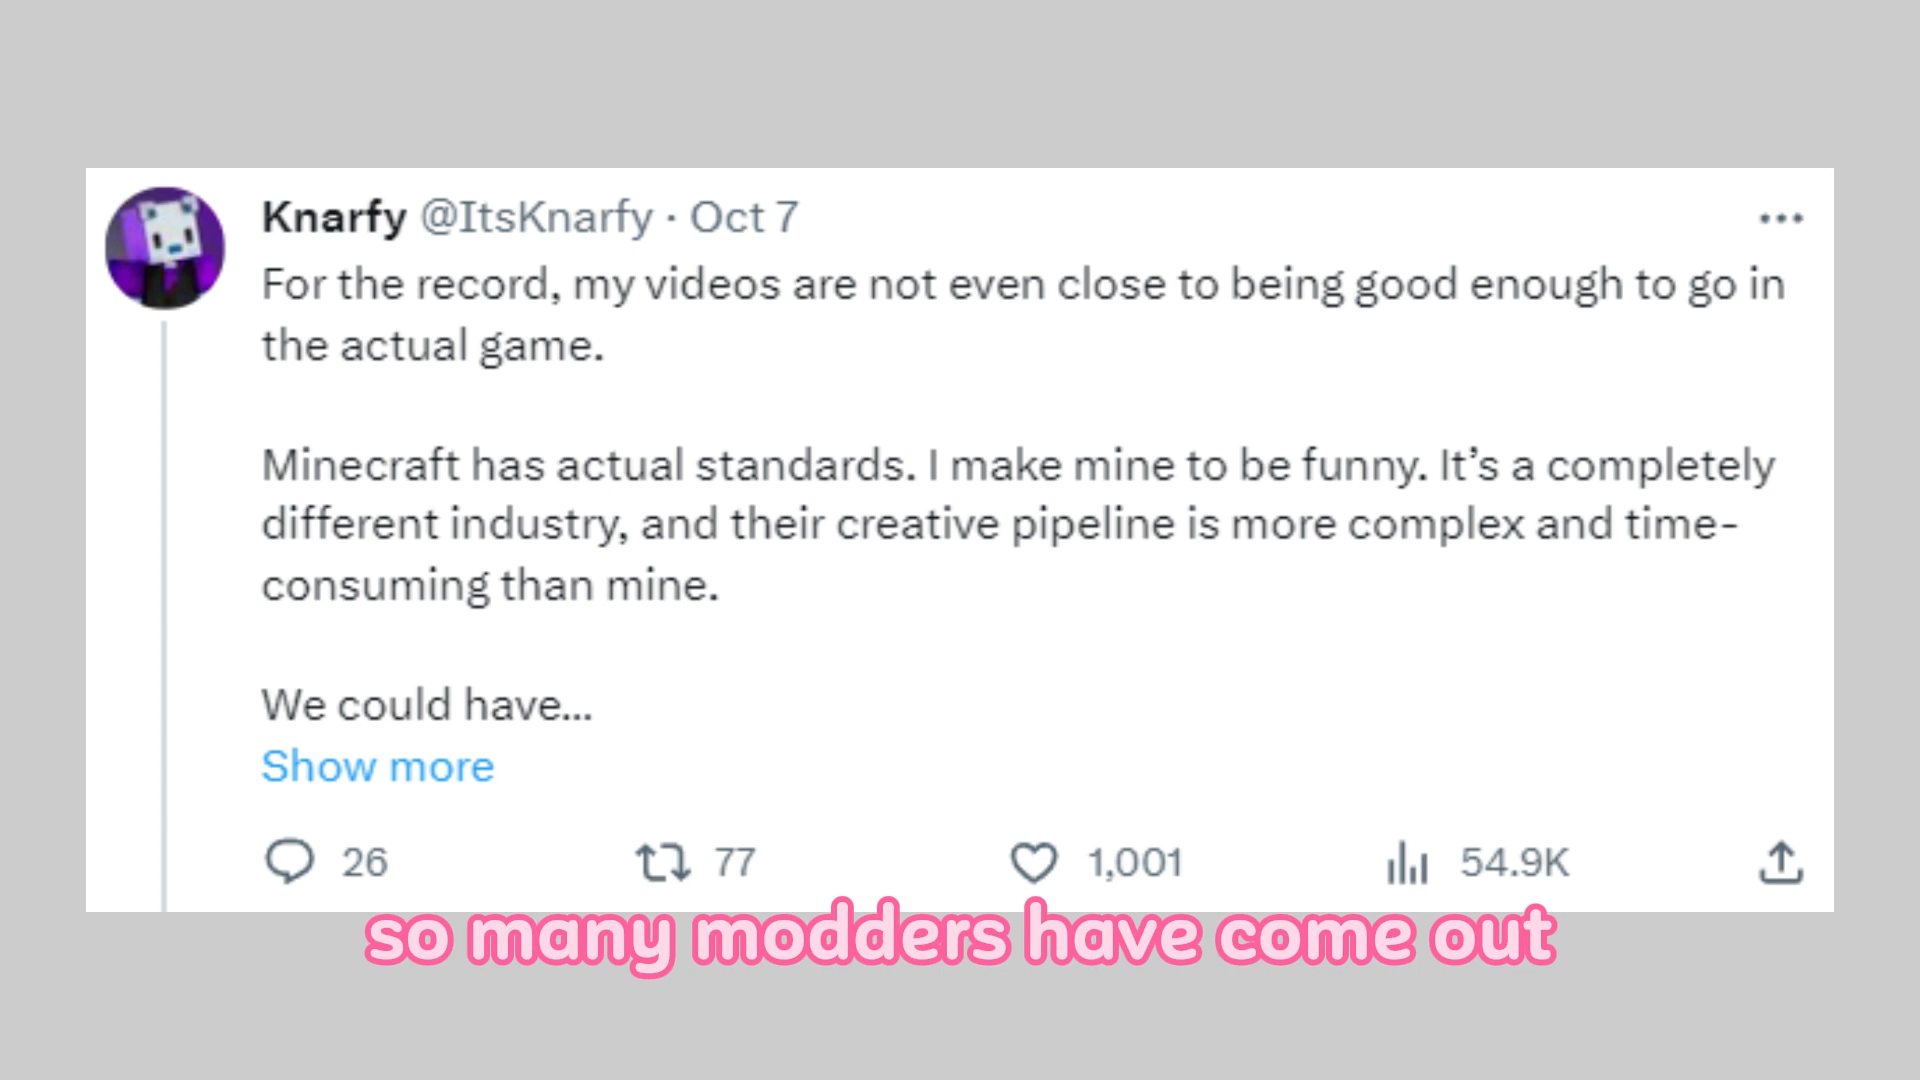 Knarfy @ItsKnarfy · Oct 7
For the record, my videos are not even close to being good enough to go in
the actual game.
Minecraft has actual standards. I make mine to be funny. It’s a completely
different industry, and their creative pipeline is more complex and time-
consuming than mine.
We could have...
Show more
26 77 1,001 54.9K
so many modders have come out